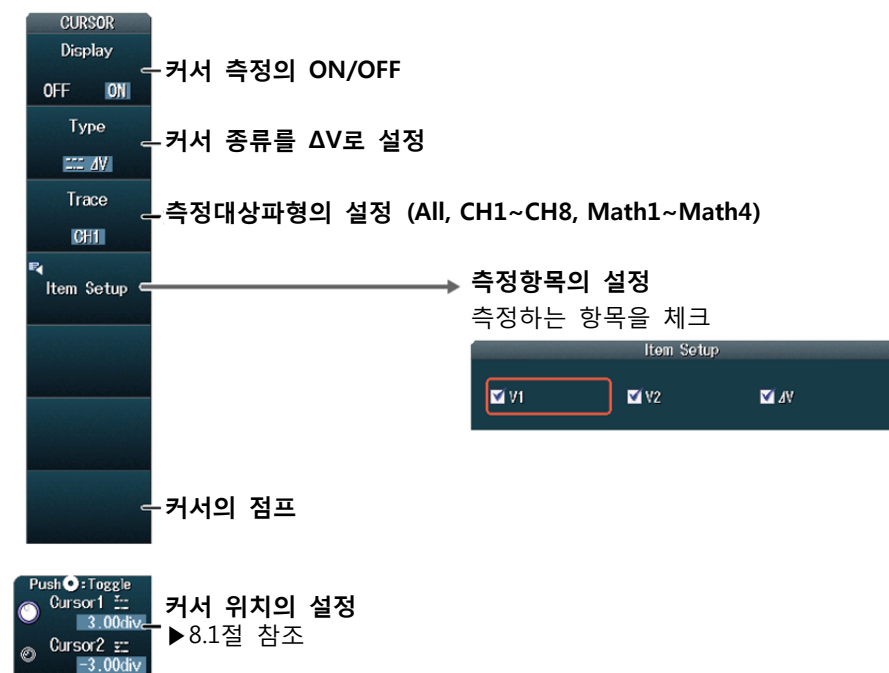 CURSOR
Display
OFF ON
커서 측정의 ON/OFF
Type
ΔV
커서 종류를 ΔV로 설정
Trace
CH1
측정대상파형의 설정 (All, CH1~CH8, Math1~Math4)
Item Setup
측정항목의 설정
측정하는 항목을 체크
Item Setup
V1 V2 ΔV
커서의 점프
Push :Toggle
Cursor1
3.00div
커서 위치의 설정
▶8.1절 참조
Cursor2
-3.00div